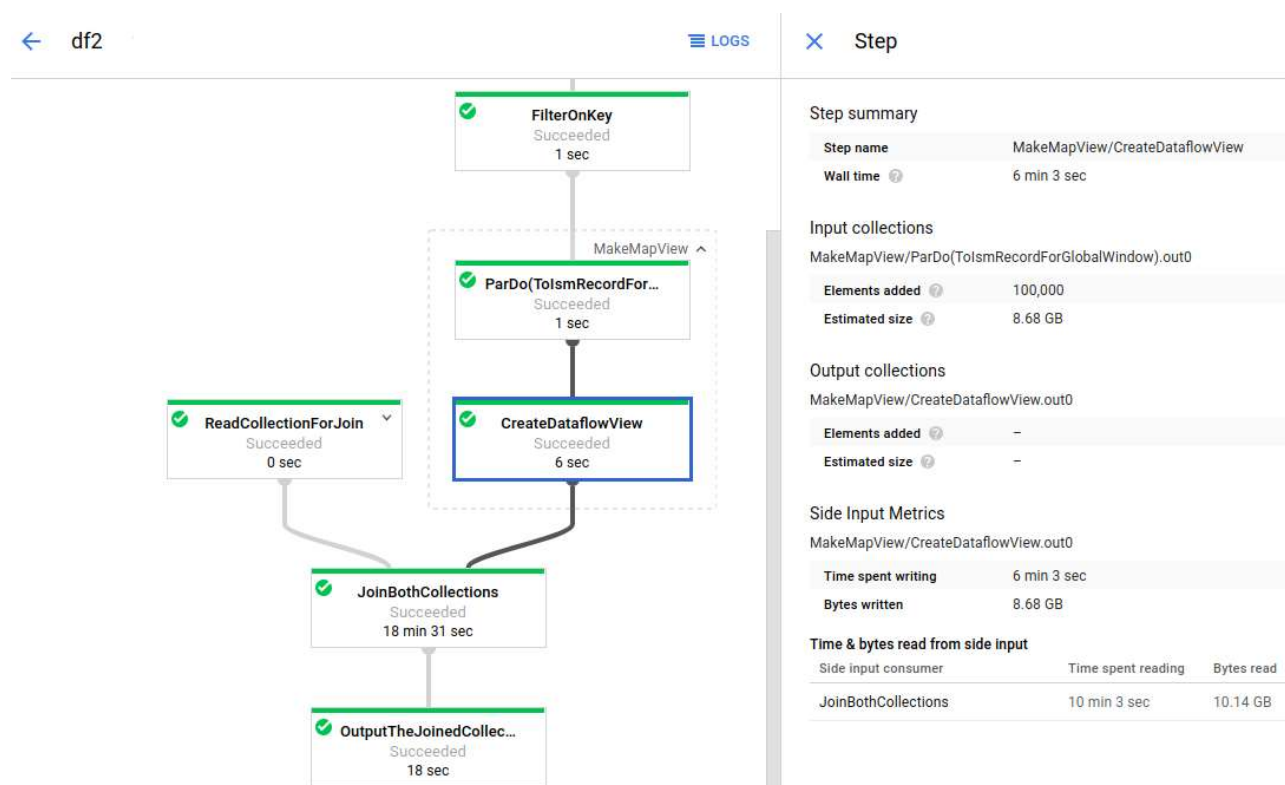 df2
LOGS
FilterOnKey
Succeeded
1 sec
MakeMapView
ParDo(ToIsmRecordFor...
Succeeded
1 sec
ReadCollectionForJoin
Succeeded
0 sec
CreateDataflowView
Succeeded
6 sec
JoinBothCollections
Succeeded
18 min 31 sec
OutputTheJoinedCollec...
Succeeded
18 sec
Step
Step summary
Step name MakeMapView/CreateDataflowView
Wall time ? 6 min 3 sec
Input collections
MakeMapView/ParDo(ToIsmRecordForGlobalWindow).out0
Elements added ? 100,000
Estimated size ? 8.68 GB
Output collections
MakeMapView/CreateDataflowView.out0
Elements added ? –
Estimated size ? –
Side Input Metrics
MakeMapView/CreateDataflowView.out0
Time spent writing 6 min 3 sec
Bytes written 8.68 GB
Time & bytes read from side input
Side input consumer Time spent reading Bytes read
JoinBothCollections 10 min 3 sec 10.14 GB